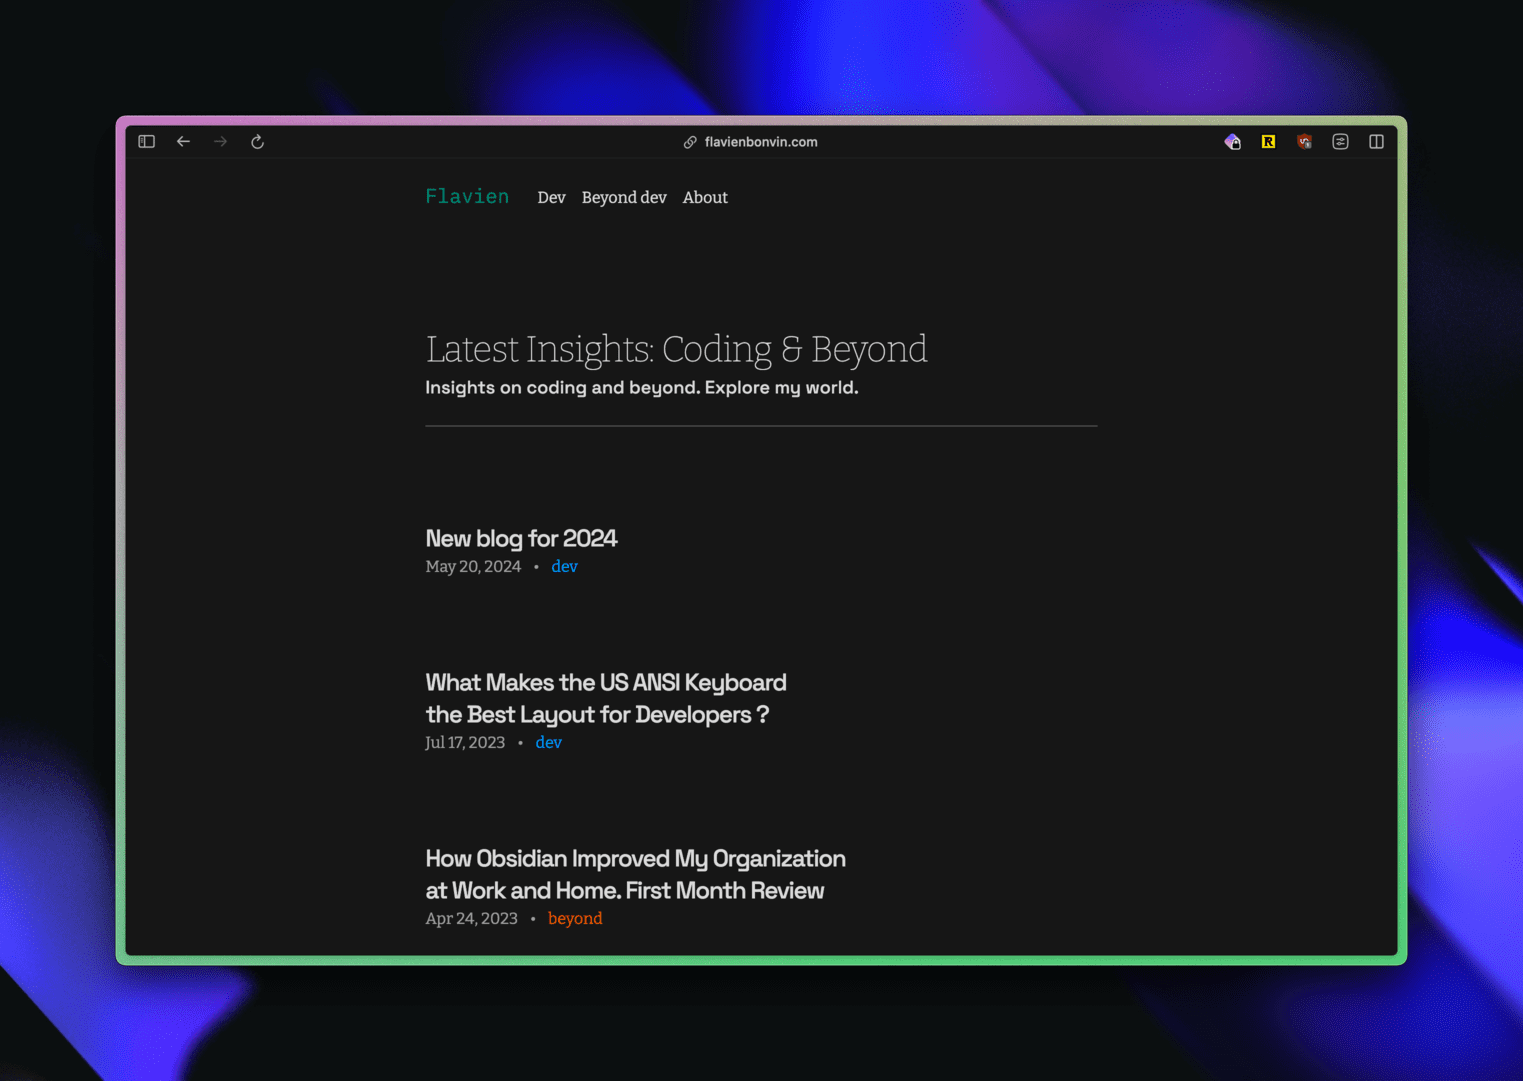 flavienbonvin.com
Flavien Dev Beyond dev About
Latest Insights: Coding & Beyond
Insights on coding and beyond. Explore my world.
New blog for 2024
May 20, 2024 • dev
What Makes the US ANSI Keyboard
the Best Layout for Developers ?
Jul 17, 2023 • dev
How Obsidian Improved My Organization
at Work and Home. First Month Review
Apr 24, 2023 • beyond